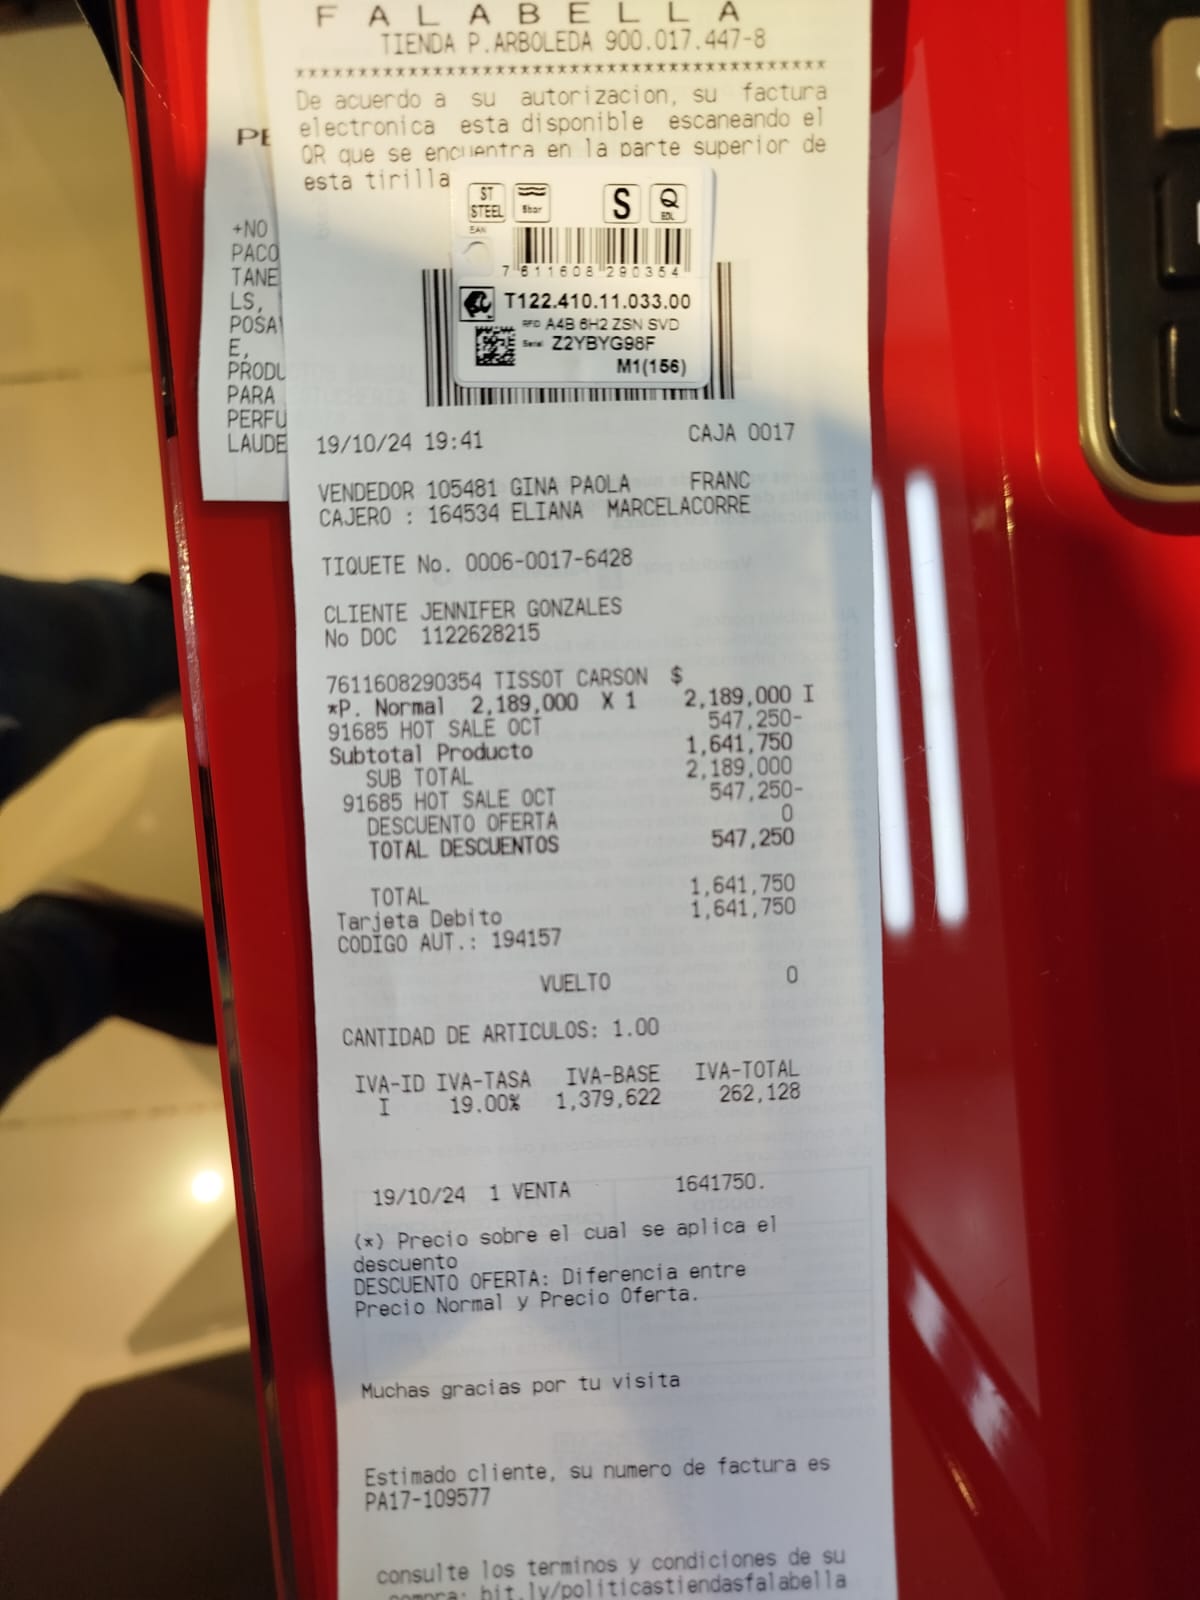 FALABELLA
TIENDA P.ARBOLEDA 900.017.447-8
******************************************
De acuerdo a su autorizacion, su factura
electronica esta disponible escaneando el
QR que se encuentra en la parte superior de
esta tirilla
ST STEEL
5bar
S
Q
EOL
EAN
7 611608 290354
T122.410.11.033.00
RFID A4B 6H2 ZSN SVD
Serial Z2YBYG98F
M1(156)
PE
+NO
PACO
TANE
LS,
POSA
E,
PRODU
PARA
PERFU
LAUDE
19/10/24 19:41 CAJA 0017
VENDEDOR 105481 GINA PAOLA FRANC
CAJERO : 164534 ELIANA MARCELACORRE
TIQUETE No. 0006-0017-6428
CLIENTE JENNIFER GONZALES
No DOC 1122628215
7611608290354 TISSOT CARSON $
*P. Normal 2,189,000 X 1 2,189,000 I
91685 HOT SALE OCT 547,250-
Subtotal Producto 1,641,750
SUB TOTAL 2,189,000
91685 HOT SALE OCT 547,250-
DESCUENTO OFERTA 0
TOTAL DESCUENTOS 547,250
TOTAL 1,641,750
Tarjeta Debito 1,641,750
CODIGO AUT.: 194157
VUELTO 0
CANTIDAD DE ARTICULOS: 1.00
IVA-ID IVA-TASA IVA-BASE IVA-TOTAL
I 19.00% 1,379,622 262,128
19/10/24 1 VENTA 1641750.
(*) Precio sobre el cual se aplica el
descuento
DESCUENTO OFERTA: Diferencia entre
Precio Normal y Precio Oferta.
Muchas gracias por tu visita
Estimado cliente, su numero de factura es
PA17-109577
consulte los terminos y condiciones de su
compra: bit.ly/politicastiendasfalabella